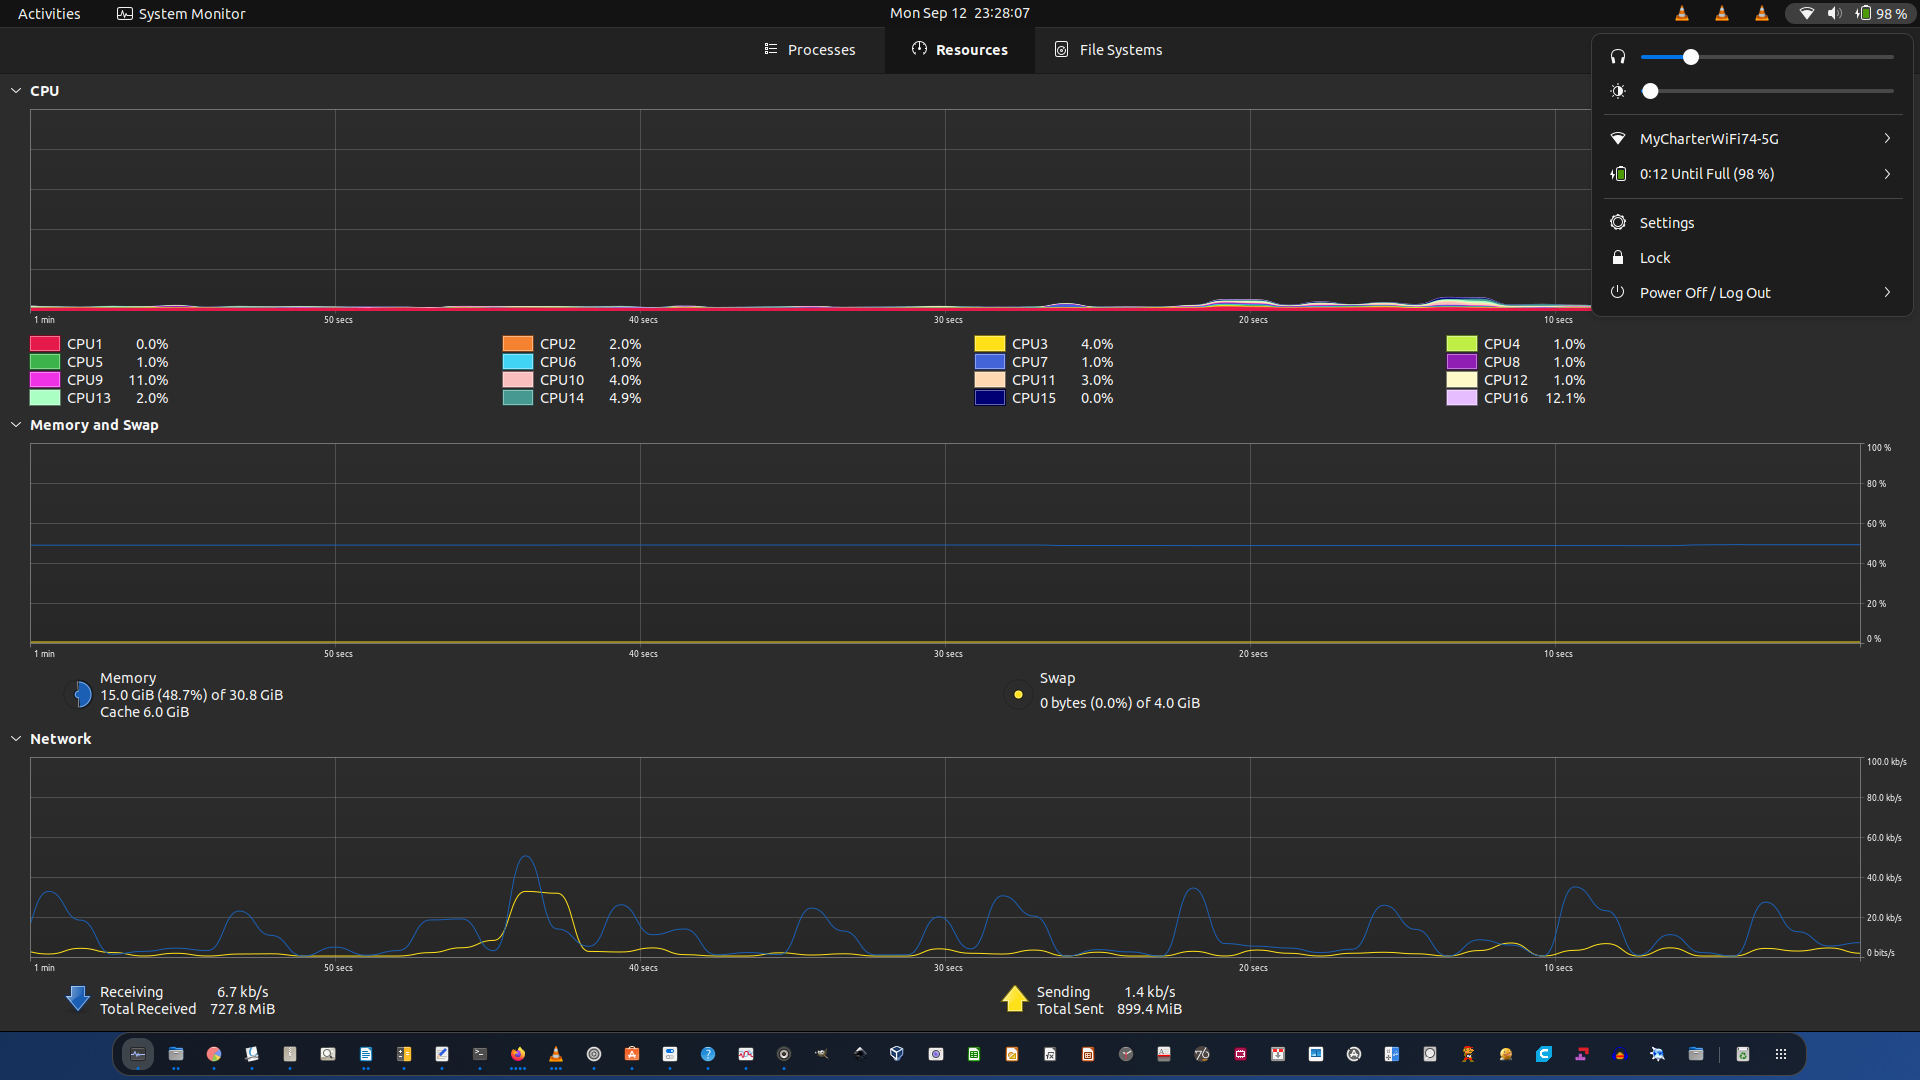 Activities System Monitor Mon Sep 12 23:28:07 98 %
Processes Resources File Systems
CPU
1 min 50 secs 40 secs 30 secs 20 secs 10 secs
CPU1 0.0% CPU2 2.0% CPU3 4.0% CPU4 1.0%
CPU5 1.0% CPU6 1.0% CPU7 1.0% CPU8 1.0%
CPU9 11.0% CPU10 4.0% CPU11 3.0% CPU12 1.0%
CPU13 2.0% CPU14 4.9% CPU15 0.0% CPU16 12.1%
MyCharterWiFi74-5G
0:12 Until Full (98 %)
Settings
Lock
Power Off / Log Out
Memory and Swap
100 %
80 %
60 %
40 %
20 %
0 %
1 min 50 secs 40 secs 30 secs 20 secs 10 secs
Memory
15.0 GiB (48.7%) of 30.8 GiB
Cache 6.0 GiB
Swap
0 bytes (0.0%) of 4.0 GiB
Network
100.0 kb/s
80.0 kb/s
60.0 kb/s
40.0 kb/s
20.0 kb/s
0 bits/s
1 min 50 secs 40 secs 30 secs 20 secs 10 secs
Receiving 6.7 kb/s
Total Received 727.8 MiB
Sending 1.4 kb/s
Total Sent 899.4 MiB